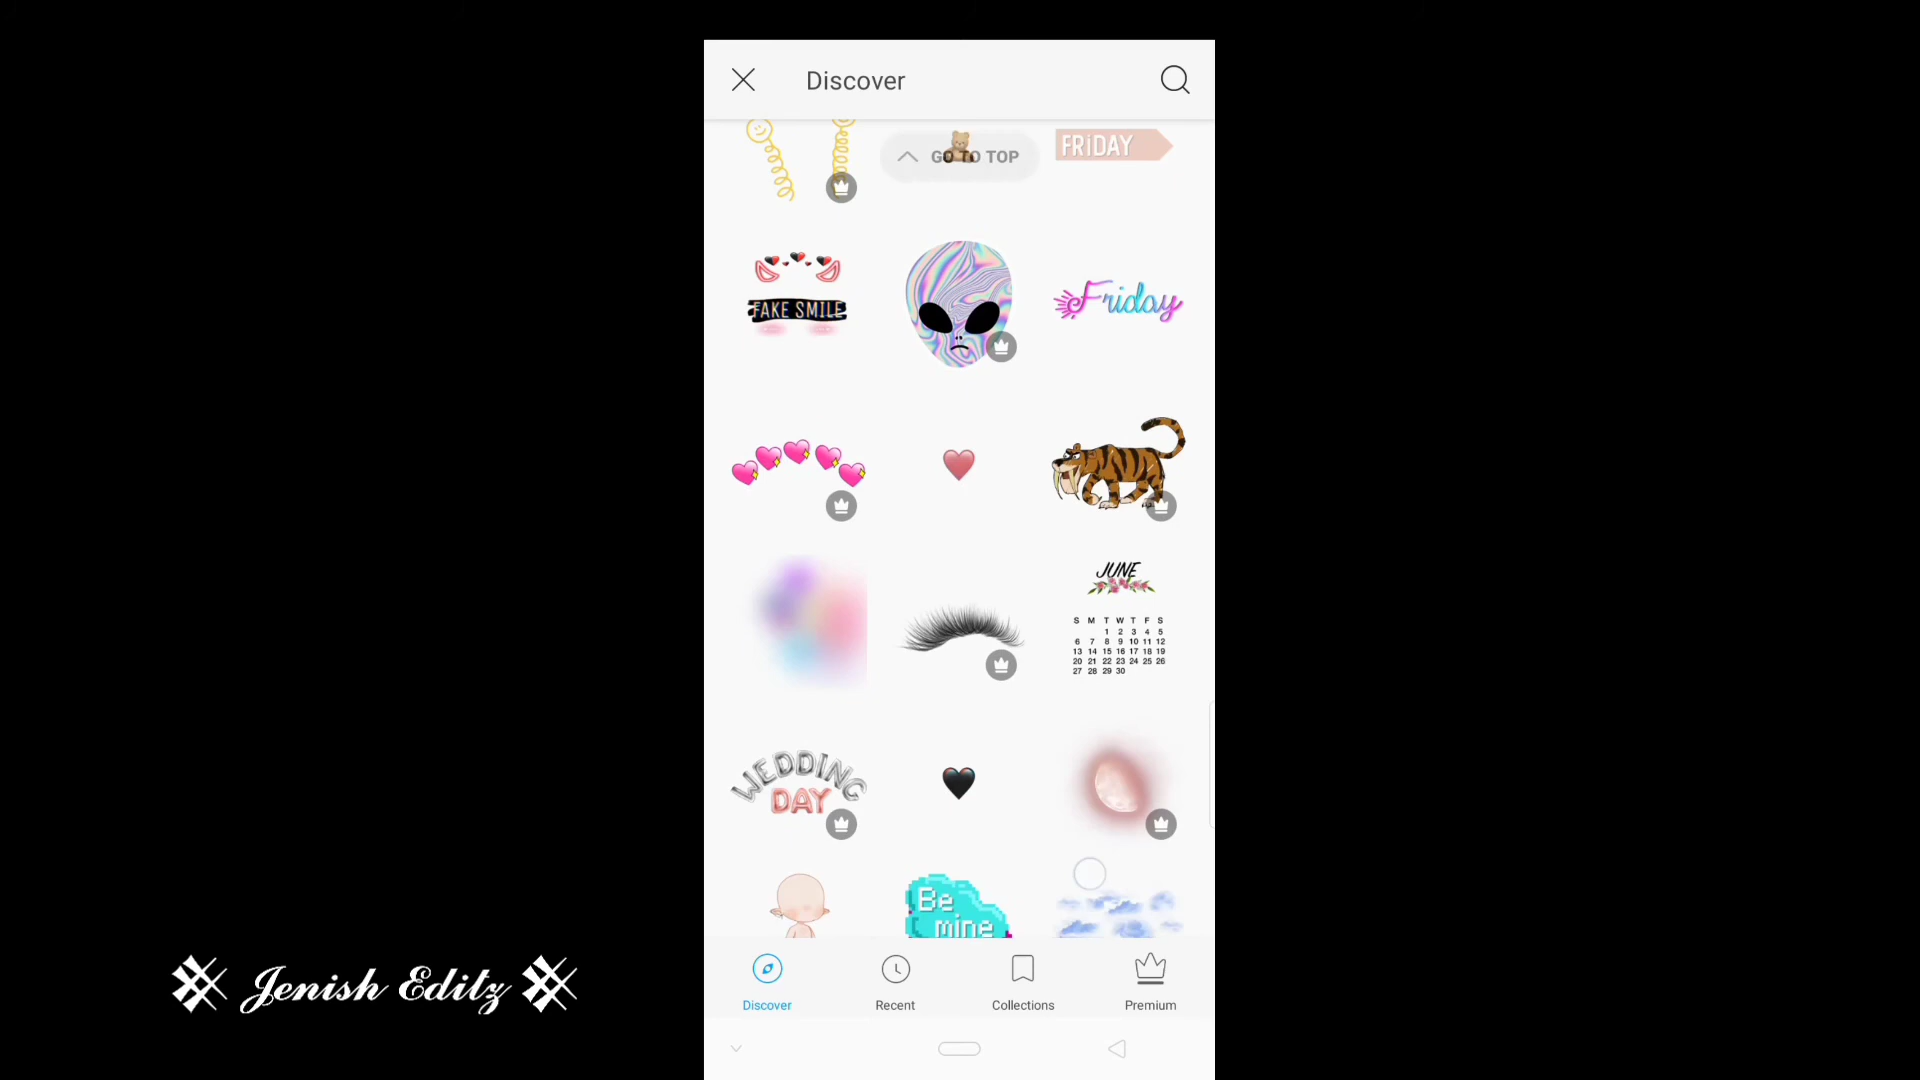 Discover
GO TO TOP
FRiDAY
FAKE SMILE
Friday
JUNE
S M T W T F S
1 2 3 4 5
6 7 8 9 10 11 12
13 14 15 16 17 18 19
20 21 22 23 24 25 26
27 28 29 30
WEDDING
DAY
Be
mine
Discover
Recent
Collections
Premium
Jenish Editz